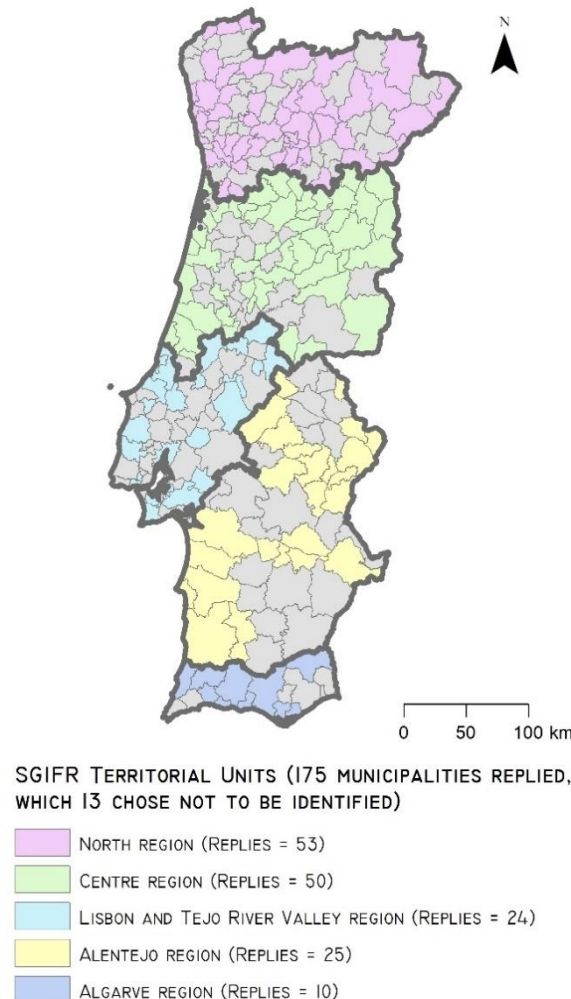 N
0 50 100 km
SGIFR TERRITORIAL UNITS (175 MUNICIPALITIES REPLIED,
WHICH 13 CHOSE NOT TO BE IDENTIFIED)
NORTH REGION (REPLIES = 53)
CENTRE REGION (REPLIES = 50)
LISBON AND TEJO RIVER VALLEY REGION (REPLIES = 24)
ALENTEJO REGION (REPLIES = 25)
ALGARVE REGION (REPLIES = 10)